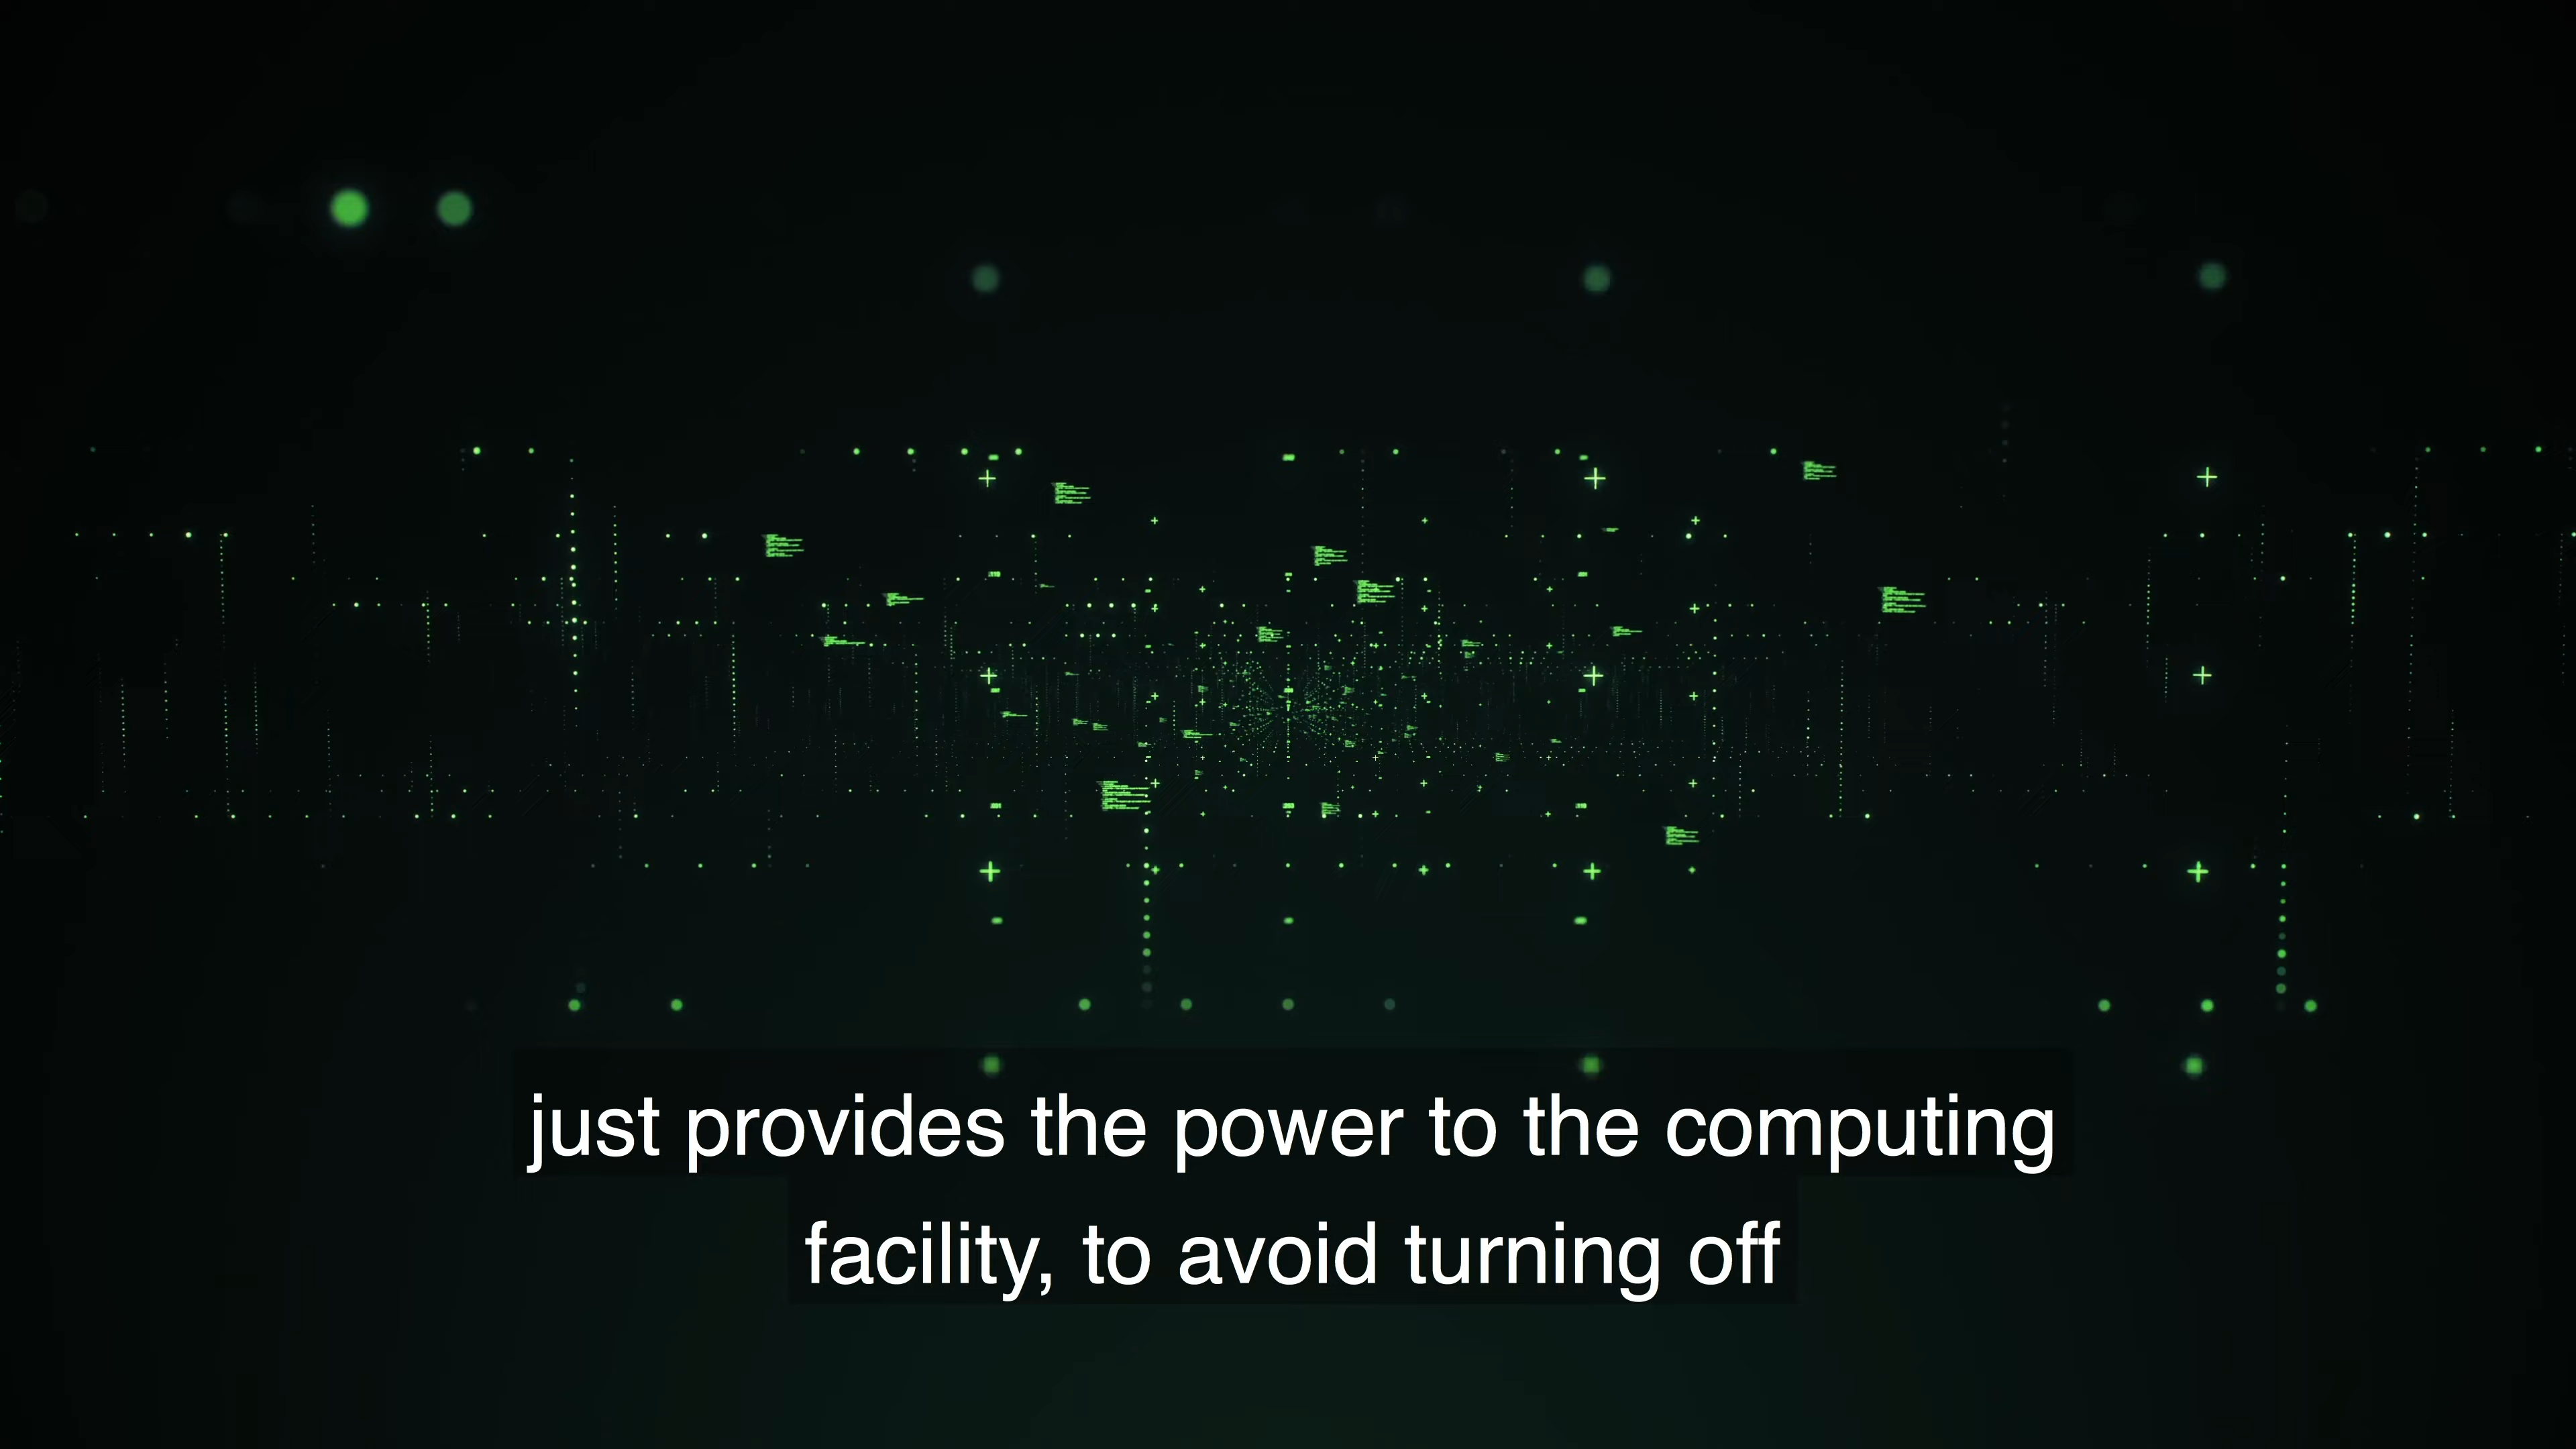 just provides the power to the computing
facility, to avoid turning off